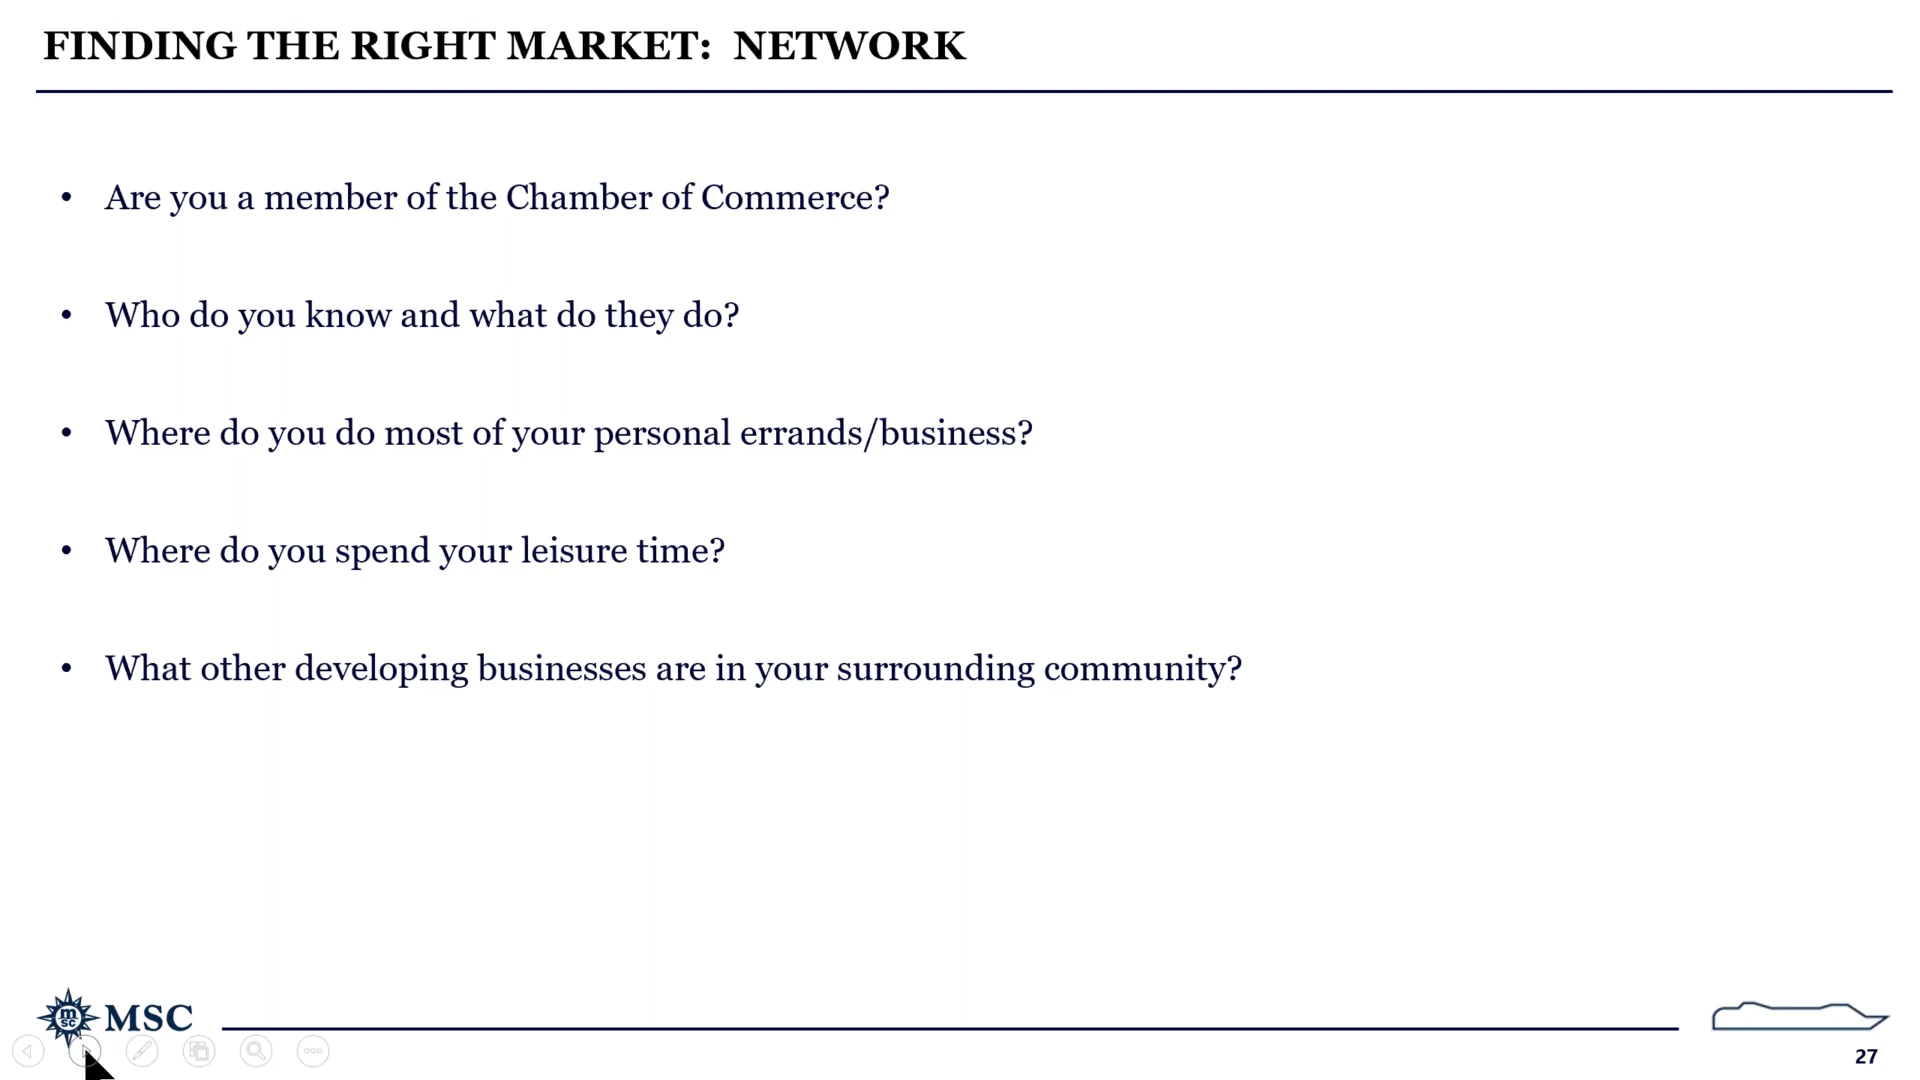 FINDING THE RIGHT MARKET: NETWORK
• Are you a member of the Chamber of Commerce?
• Who do you know and what do they do?
• Where do you do most of your personal errands/business?
• Where do you spend your leisure time?
• What other developing businesses are in your surrounding community?
m
sc
MSC
27